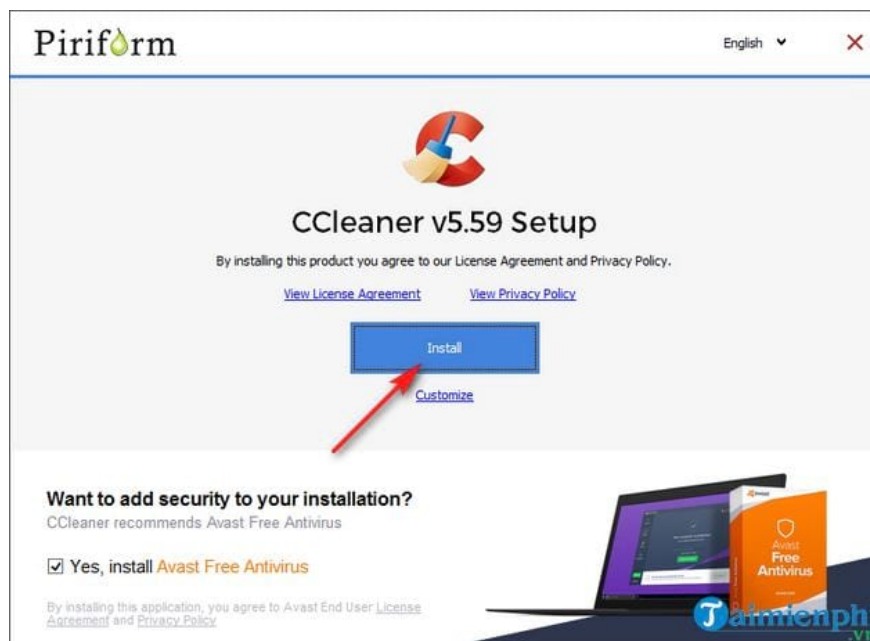 Piriform
English
CCleaner v5.59 Setup
By installing this product you agree to our License Agreement and Privacy Policy.
View License Agreement View Privacy Policy
Install
Customize
Want to add security to your installation?
CCleaner recommends Avast Free Antivirus
Yes, install Avast Free Antivirus
By installing this application, you agree to Avast End User License
Agreement and Privacy Policy
Avast
Free
Antivirus
Taimienph
.vn